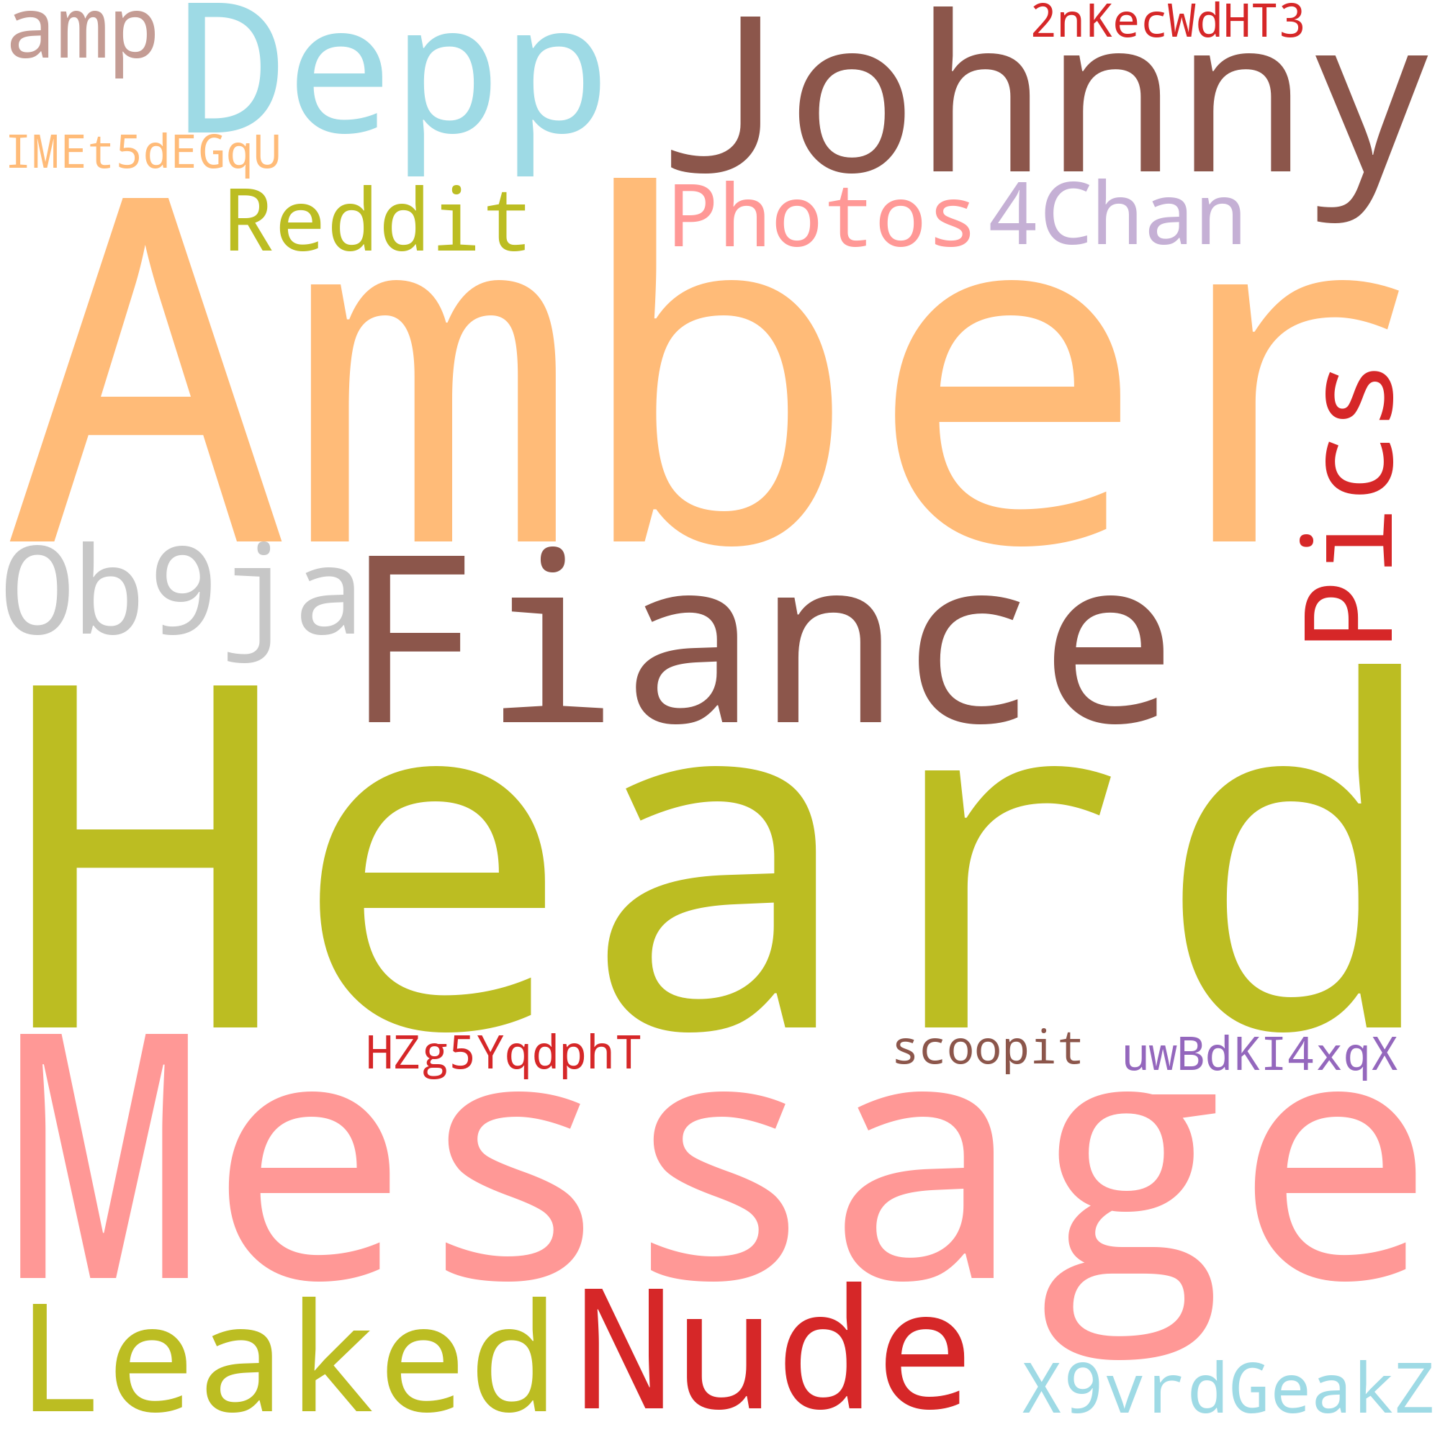 amp
Depp
Johnny
2nKecWdHT3
IMEt5dEGqU
Reddit
Photos
4Chan
Amber
Pics
Ob9ja
Fiance
Heard
HZg5YqdphT
scoopit
uwBdKI4xqX
Message
Leaked
Nude
X9vrdGeakZ